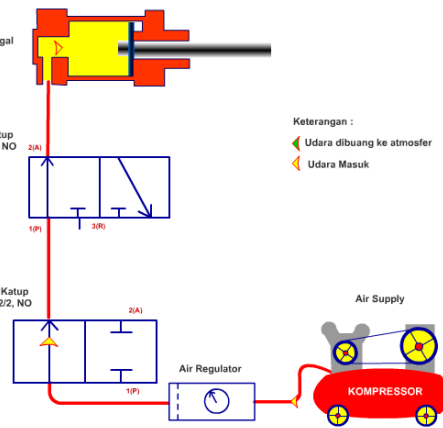 gal
Keterangan :
Udara dibuang ke atmosfer
Udara Masuk
tup
, NO
2(A)
1(P)
3(R)
Katup
2/2, NO
2(A)
1(P)
Air Supply
Air Regulator
KOMPRESSOR